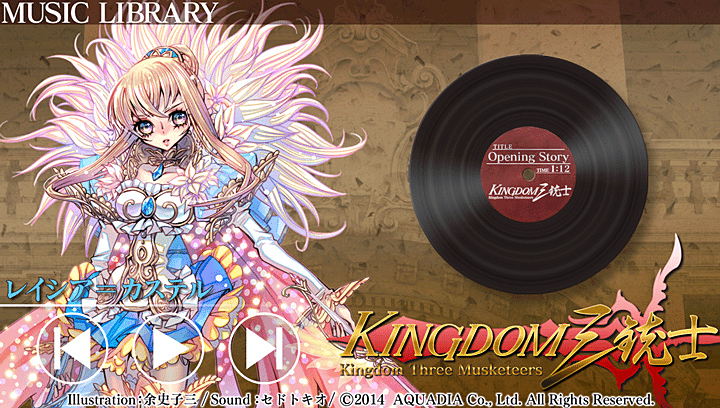 MUSIC LIBRARY
TITLE
Opening Story
TIME 1:12
KINGDOM三銃士
Kingdom Three Musketeers
レイシア＝カステル
KINGDOM三銃士
Kingdom Three Musketeers
Illustration:余史子三 / Sound:セドトキオ/ ©2014 AQUADIA Co., Ltd. All Rights Reserved.